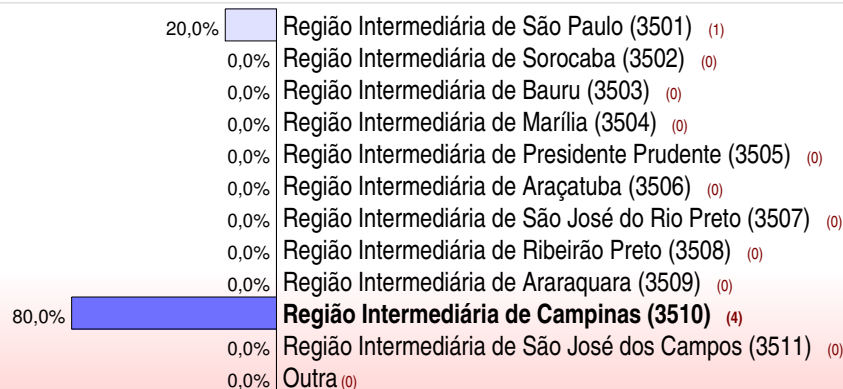 20,0% Região Intermediária de São Paulo (3501) (1)
0,0% Região Intermediária de Sorocaba (3502) (0)
0,0% Região Intermediária de Bauru (3503) (0)
0,0% Região Intermediária de Marília (3504) (0)
0,0% Região Intermediária de Presidente Prudente (3505) (0)
0,0% Região Intermediária de Araçatuba (3506) (0)
0,0% Região Intermediária de São José do Rio Preto (3507) (0)
0,0% Região Intermediária de Ribeirão Preto (3508) (0)
0,0% Região Intermediária de Araraquara (3509) (0)
80,0% Região Intermediária de Campinas (3510) (4)
0,0% Região Intermediária de São José dos Campos (3511) (0)
0,0% Outra (0)